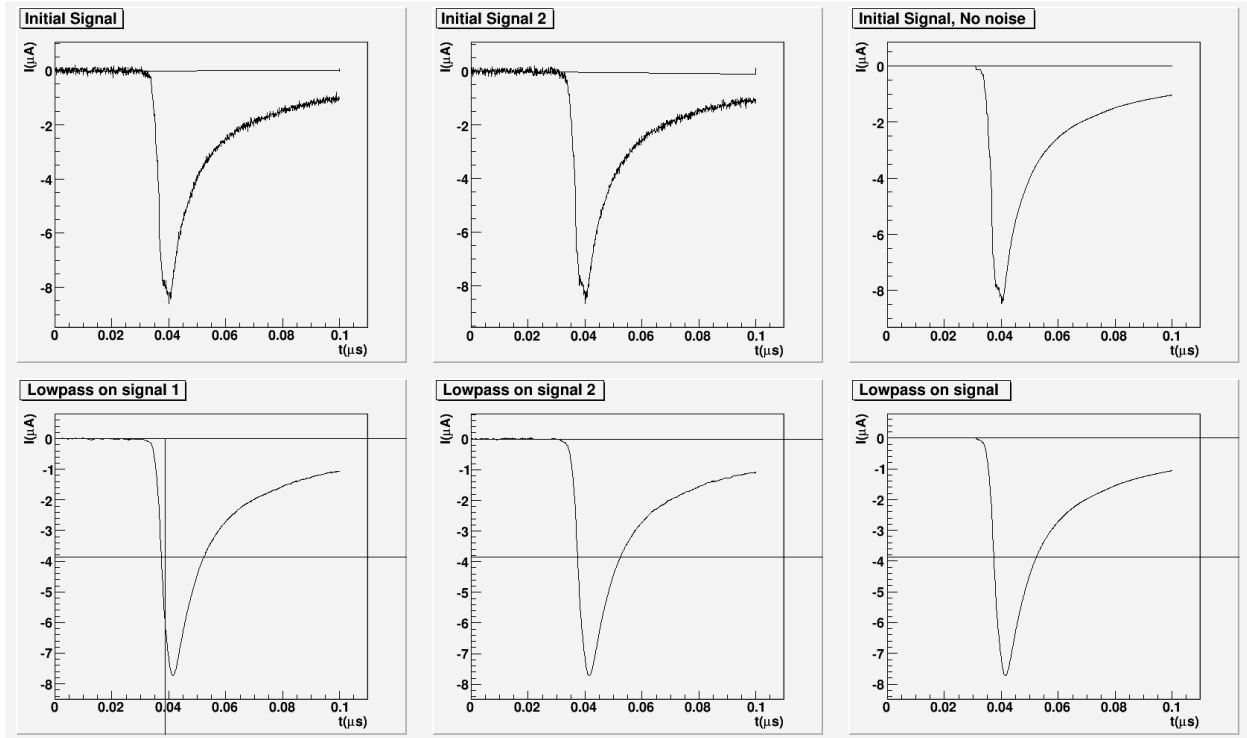 Initial Signal
I(μA)
0
-2
-4
-6
-8
0 0.02 0.04 0.06 0.08 0.1
t(μs)
Initial Signal 2
I(μA)
0
-2
-4
-6
-8
0 0.02 0.04 0.06 0.08 0.1
t(μs)
Initial Signal, No noise
I(μA)
0
-2
-4
-6
-8
0 0.02 0.04 0.06 0.08 0.1
t(μs)
Lowpass on signal 1
I(μA)
0
-1
-2
-3
-4
-5
-6
-7
-8
0 0.02 0.04 0.06 0.08 0.1
t(μs)
Lowpass on signal 2
I(μA)
0
-1
-2
-3
-4
-5
-6
-7
-8
0 0.02 0.04 0.06 0.08 0.1
t(μs)
Lowpass on signal
I(μA)
0
-1
-2
-3
-4
-5
-6
-7
-8
0 0.02 0.04 0.06 0.08 0.1
t(μs)